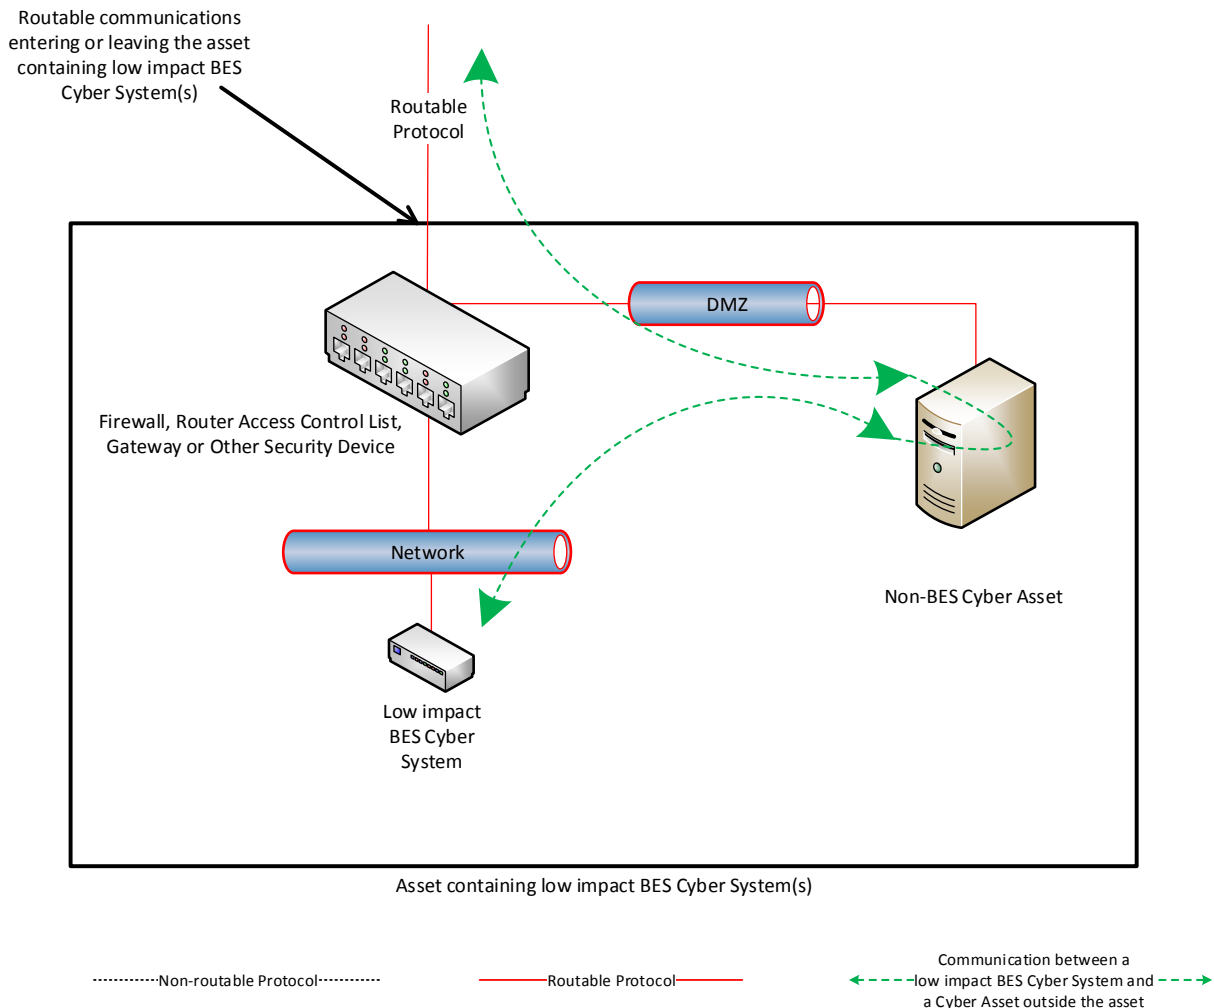 Routable communications
entering or leaving the asset
containing low impact BES
Cyber System(s)
Routable
Protocol
DMZ
Firewall, Router Access Control List,
Gateway or Other Security Device
Network
Non-BES Cyber Asset
Low impact
BES Cyber
System
Asset containing low impact BES Cyber System(s)
Non-routable Protocol
Routable Protocol
Communication between a
low impact BES Cyber System and
a Cyber Asset outside the asset